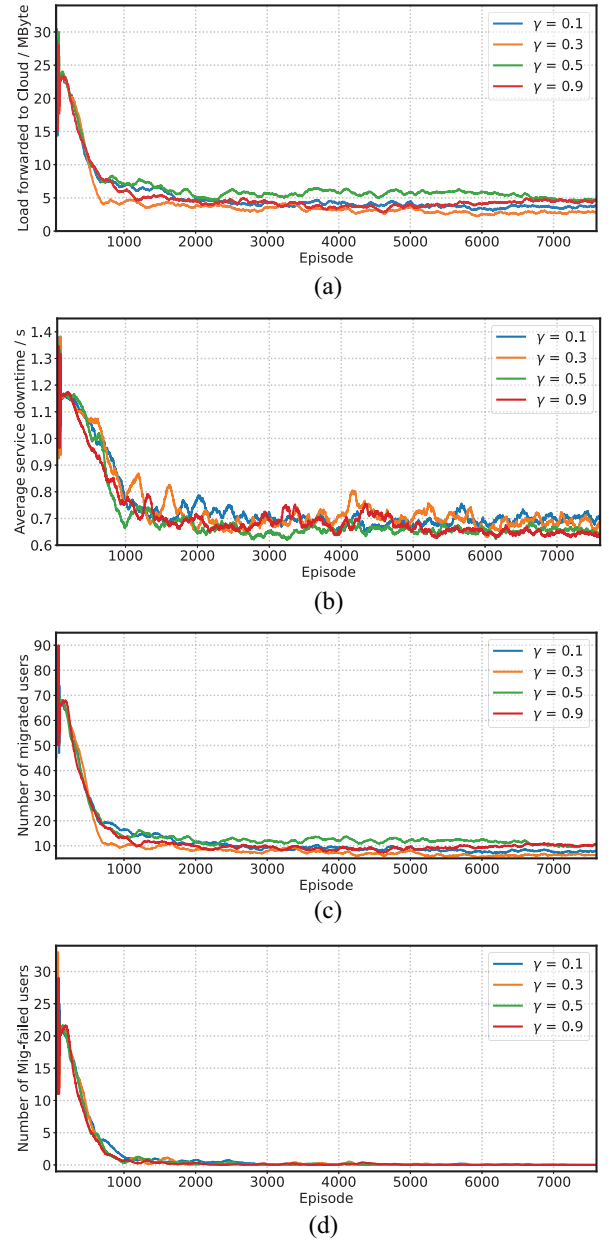 Load forwarded to Cloud / MByte
30
25
20
15
10
5
0
γ = 0.1
γ = 0.3
γ = 0.5
γ = 0.9
1000 2000 3000 4000 5000 6000 7000
Episode
(a)
Average service downtime / s
1.4
1.3
1.2
1.1
1.0
0.9
0.8
0.7
0.6
γ = 0.1
γ = 0.3
γ = 0.5
γ = 0.9
1000 2000 3000 4000 5000 6000 7000
Episode
(b)
Number of migrated users
90
80
70
60
50
40
30
20
10
γ = 0.1
γ = 0.3
γ = 0.5
γ = 0.9
1000 2000 3000 4000 5000 6000 7000
Episode
(c)
Number of Mig-failed users
30
25
20
15
10
5
0
γ = 0.1
γ = 0.3
γ = 0.5
γ = 0.9
1000 2000 3000 4000 5000 6000 7000
Episode
(d)